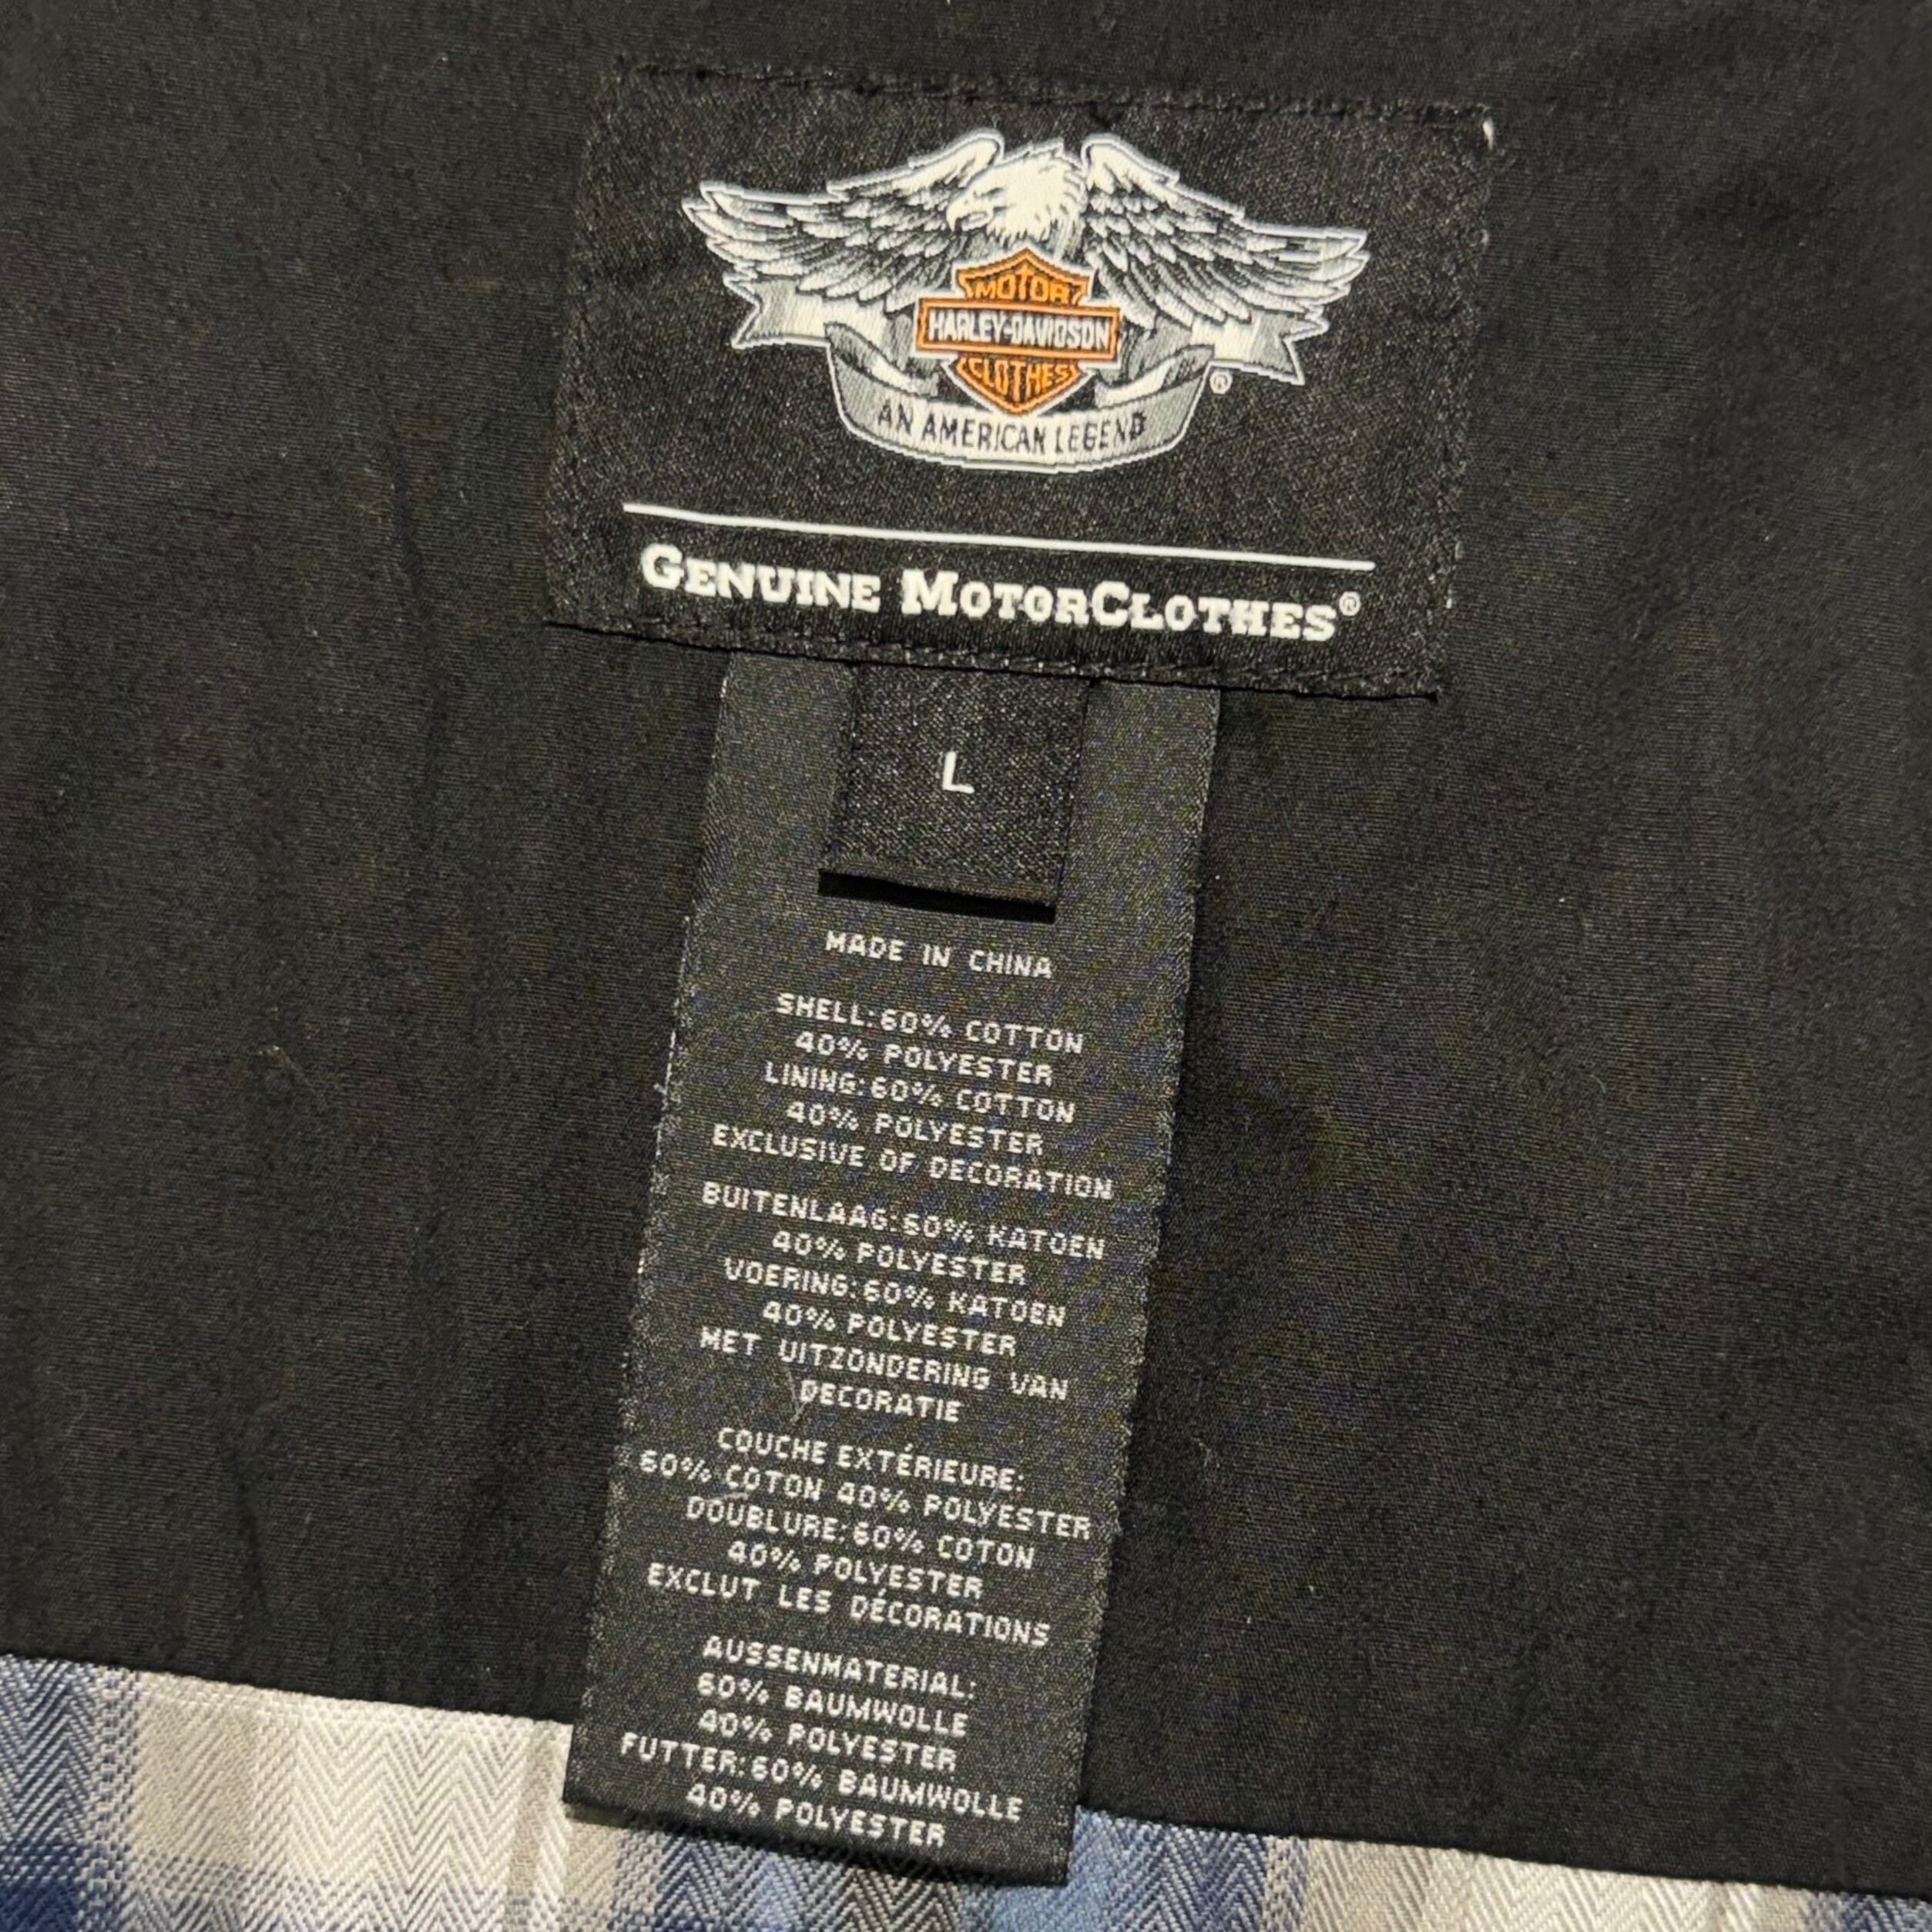 MOTOR
HARLEY-DAVIDSON
CLOTHES
®
AN AMERICAN LEGEND
GENUINE MOTORCLOTHES®
L
MADE IN CHINA
SHELL:60% COTTON
40% POLYESTER
LINING:60% COTTON
40% POLYESTER
EXCLUSIVE OF DECORATION
BUITENLAAG:60% KATOEN
40% POLYESTER
VOERING:60% KATOEN
40% POLYESTER
MET UITZONDERING VAN
DECORATIE
COUCHE EXTÉRIEURE:
60% COTON 40% POLYESTER
DOUBLURE:60% COTON
40% POLYESTER
EXCLUT LES DÉCORATIONS
AUSSENMATERIAL:
60% BAUMWOLLE
40% POLYESTER
FUTTER:60% BAUMWOLLE
40% POLYESTER